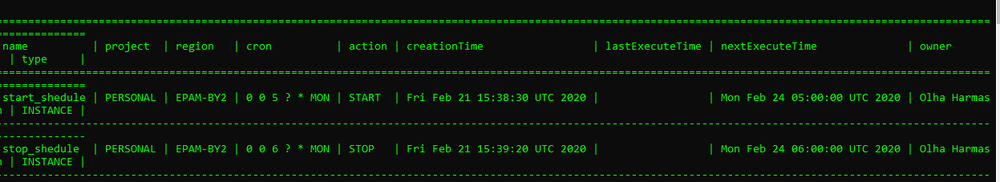 ==========================================================================================================================================================
=============
name          | project  | region   | cron          | action | creationTime                 | lastExecuteTime | nextExecuteTime              | owner
 | type     |
==========================================================================================================================================================
=============
start_shedule | PERSONAL | EPAM-BY2 | 0 0 5 ? * MON | START  | Fri Feb 21 15:38:30 UTC 2020 |                 | Mon Feb 24 05:00:00 UTC 2020 | Olha Harmas
n | INSTANCE |
----------------------------------------------------------------------------------------------------------------------------------------------------------
-------------
stop_shedule  | PERSONAL | EPAM-BY2 | 0 0 6 ? * MON | STOP   | Fri Feb 21 15:39:20 UTC 2020 |                 | Mon Feb 24 06:00:00 UTC 2020 | Olha Harmas
n | INSTANCE |
----------------------------------------------------------------------------------------------------------------------------------------------------------